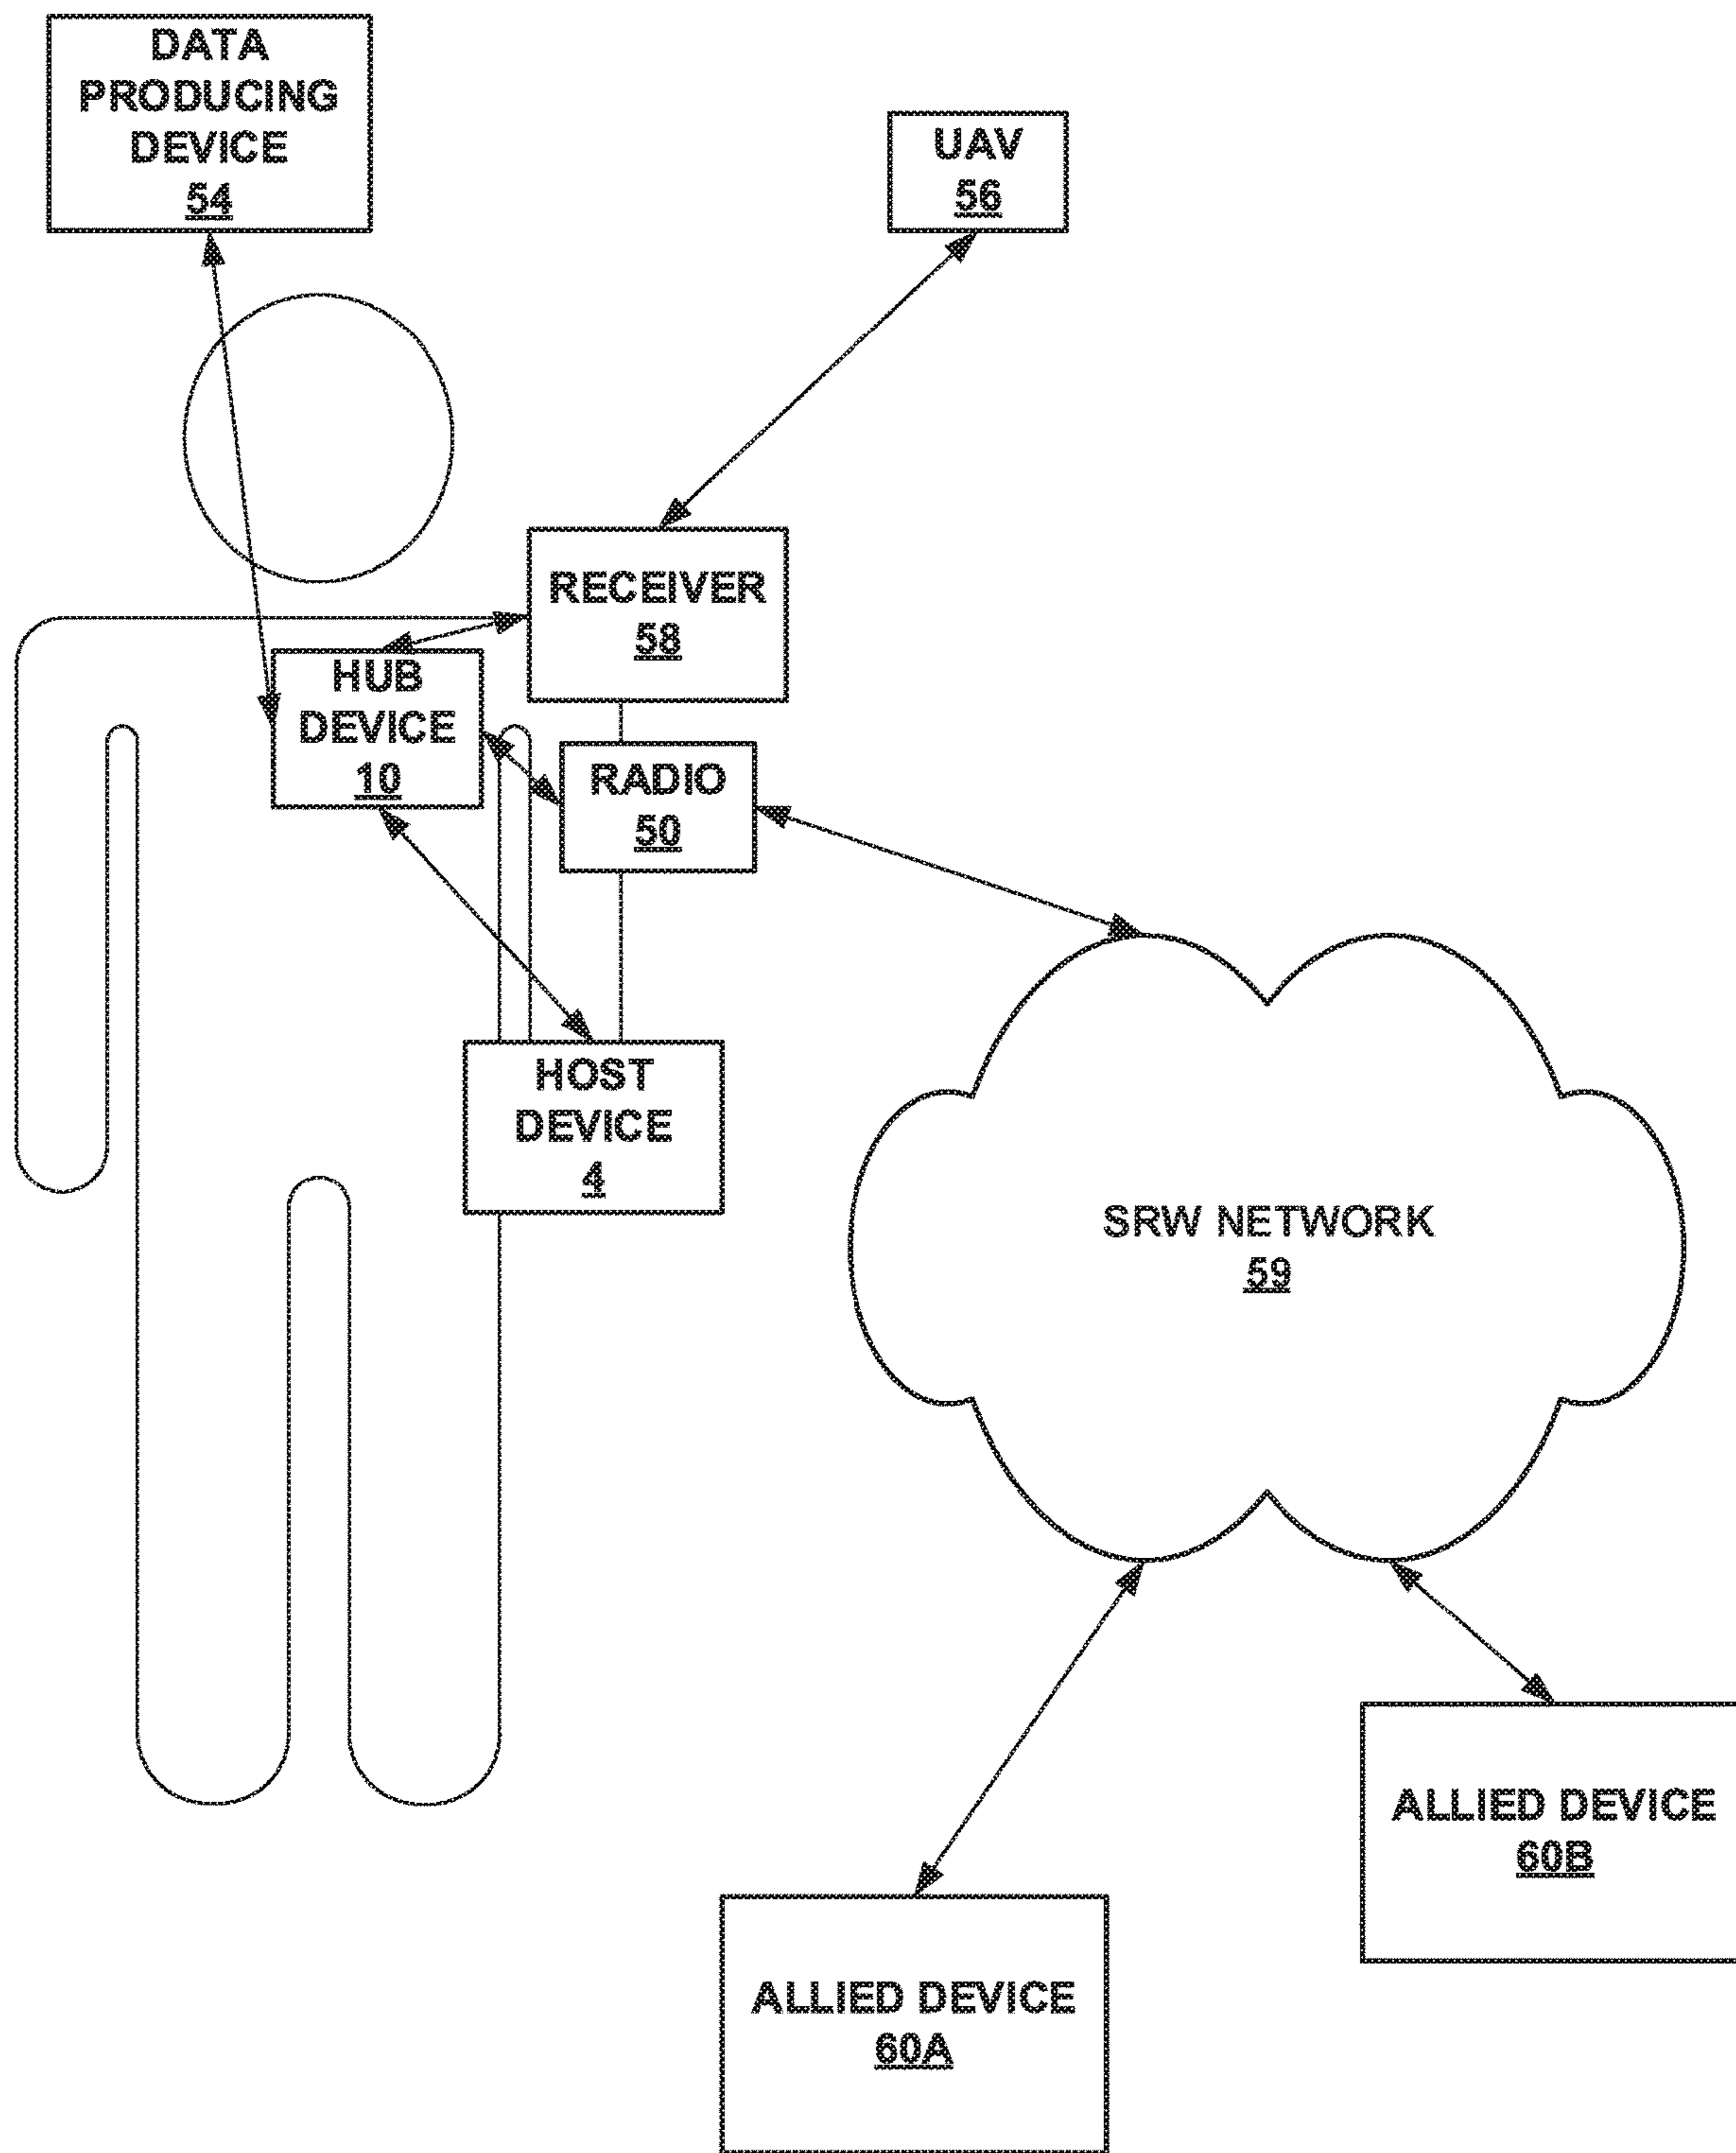 DATA
PRODUCING
DEVICE
54
UAV
56
RECEIVER
58
HUB
DEVICE
10
RADIO
50
HOST
DEVICE
4
SRW NETWORK
59
ALLIED DEVICE
60B
ALLIED DEVICE
60A